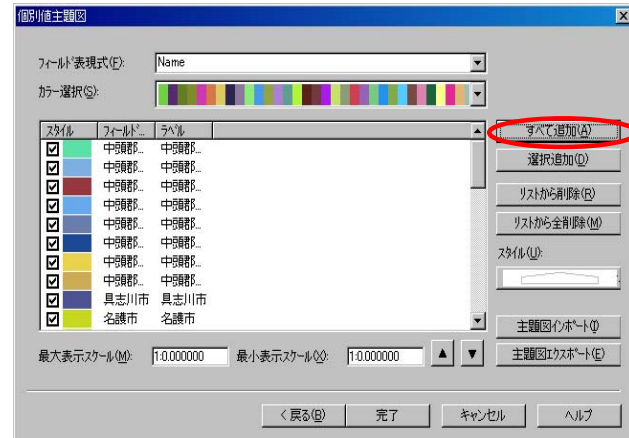 個別値主題図
フィールド表現式(F): Name
カラー選択(S):
スタイル フィールド... ラベル
中頭郡... 中頭郡...
中頭郡... 中頭郡...
中頭郡... 中頭郡...
中頭郡... 中頭郡...
中頭郡... 中頭郡...
中頭郡... 中頭郡...
中頭郡... 中頭郡...
中頭郡... 中頭郡...
具志川市 具志川市
名護市 名護市
すべて追加(A)
選択追加(D)
リストから削除(R)
リストから全削除(M)
スタイル(U):
主題図インポート(I)
主題図エクスポート(E)
最大表示スケール(M): 1:0.000000 最小表示スケール(X): 1:0.000000
< 戻る(B) 完了 キャンセル ヘルプ